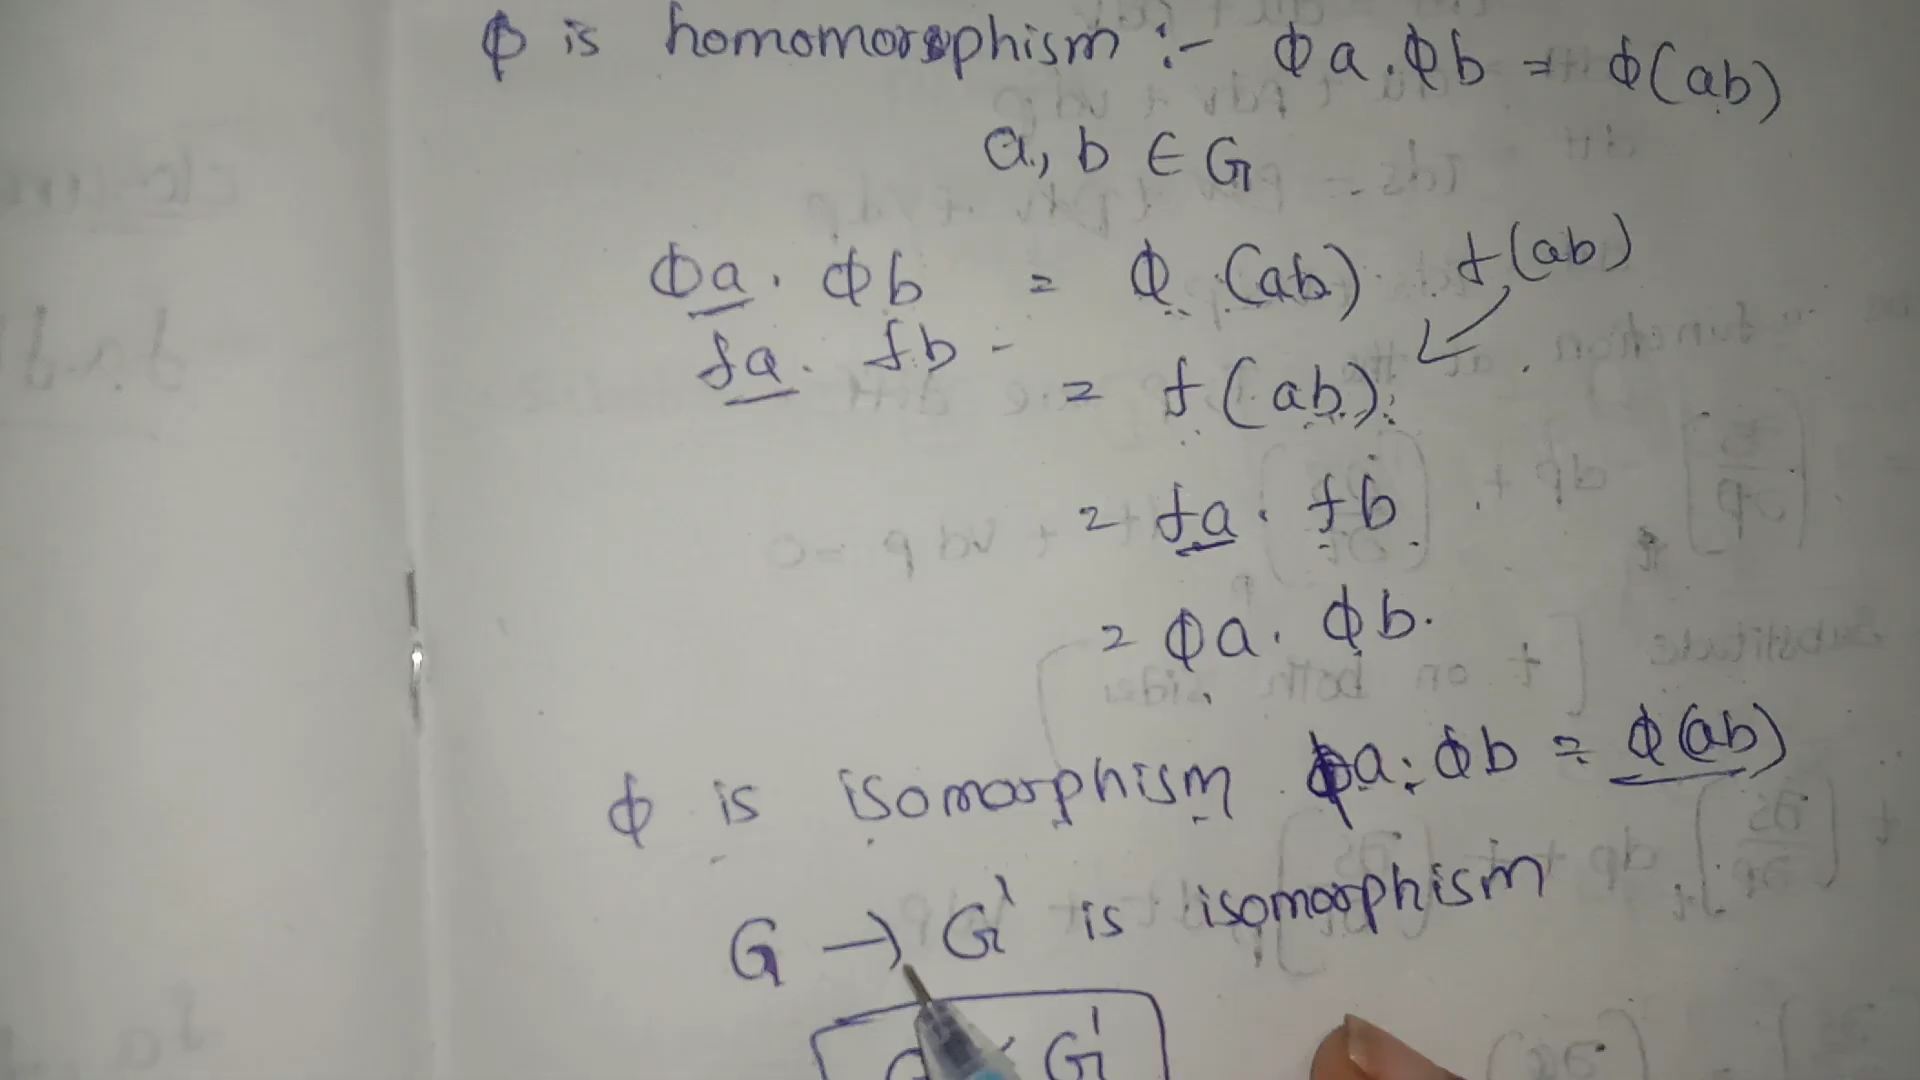 ϕ is homomorphism :- ϕa . ϕb = ϕ(ab)
a, b ∈ G
ϕa . ϕb = ϕ (ab) f(ab)
fa . fb -
= f(ab)
= fa . fb
= ϕa . ϕb.
ϕ is isomorphism ϕa . ϕb = ϕ(ab)
G → G' is isomorphism
G'